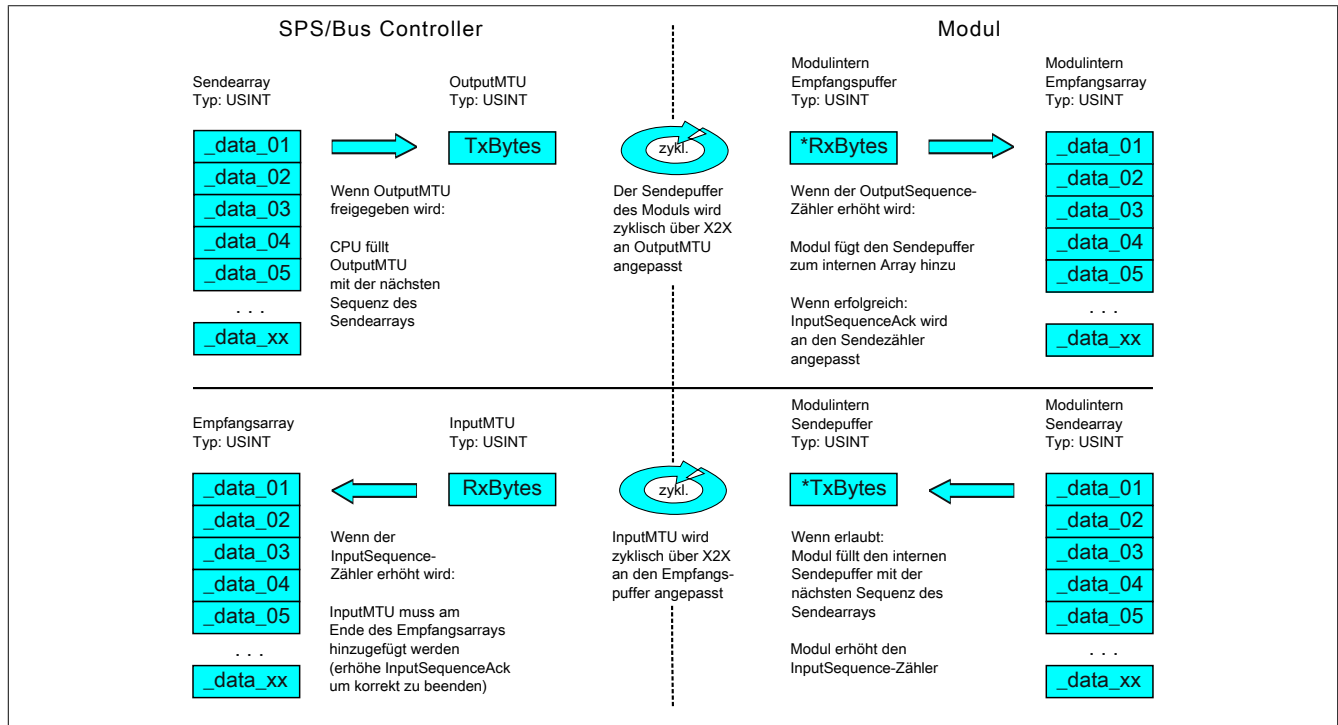 SPS/Bus Controller
Modul
Sendearray
Typ: USINT
OutputMTU
Typ: USINT
Modulintern
Empfangspuffer
Typ: USINT
Modulintern
Empfangsarray
Typ: USINT
_data_01
_data_02
_data_03
_data_04
_data_05
. . .
_data_xx
TxBytes
Wenn OutputMTU
freigegeben wird:
CPU füllt
OutputMTU
mit der nächsten
Sequenz des
Sendearrays
zykl.
Der Sendepuffer
des Moduls wird
zyklisch über X2X
an OutputMTU
angepasst
*RxBytes
Wenn der OutputSequence-
Zähler erhöht wird:
Modul fügt den Sendepuffer
zum internen Array hinzu
Wenn erfolgreich:
InputSequenceAck wird
an den Sendezähler
angepasst
_data_01
_data_02
_data_03
_data_04
_data_05
. . .
_data_xx
Empfangsarray
Typ: USINT
InputMTU
Typ: USINT
Modulintern
Sendepuffer
Typ: USINT
Modulintern
Sendearray
Typ: USINT
_data_01
_data_02
_data_03
_data_04
_data_05
. . .
_data_xx
RxBytes
Wenn der
InputSequence-
Zähler erhöht wird:
InputMTU muss am
Ende des Empfangsarrays
hinzugefügt werden
(erhöhe InputSequenceAck
um korrekt zu beenden)
zykl.
InputMTU wird
zyklisch über X2X
an den Empfangs-
puffer angepasst
*TxBytes
Wenn erlaubt:
Modul füllt den internen
Sendepuffer mit der
nächsten Sequenz des
Sendearrays
Modul erhöht den
InputSequence-Zähler
_data_01
_data_02
_data_03
_data_04
_data_05
. . .
_data_xx